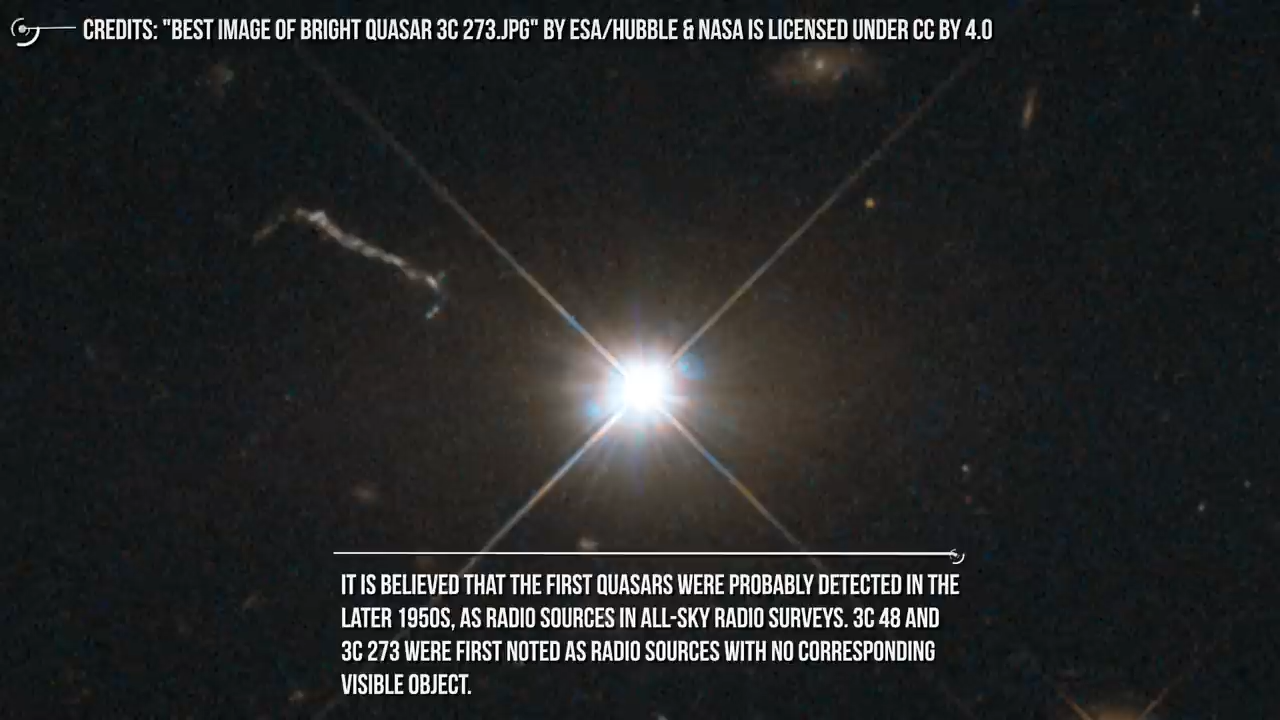 CREDITS: "BEST IMAGE OF BRIGHT QUASAR 3C 273.JPG" BY ESA/HUBBLE & NASA IS LICENSED UNDER CC BY 4.0
IT IS BELIEVED THAT THE FIRST QUASARS WERE PROBABLY DETECTED IN THE
LATER 1950S, AS RADIO SOURCES IN ALL-SKY RADIO SURVEYS. 3C 48 AND
3C 273 WERE FIRST NOTED AS RADIO SOURCES WITH NO CORRESPONDING
VISIBLE OBJECT.